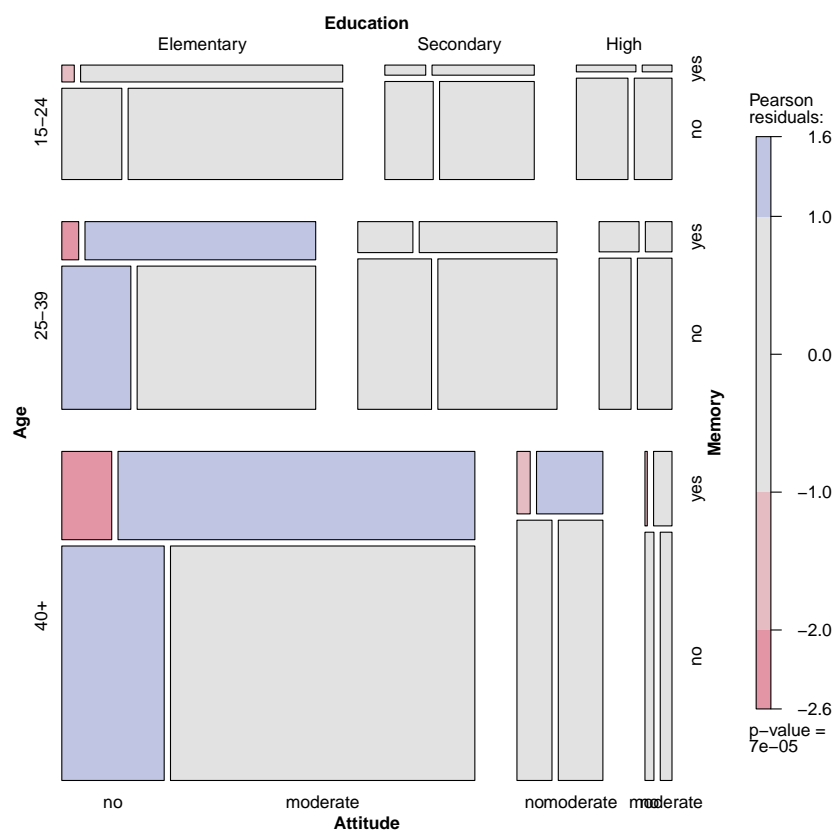 Education
Elementary Secondary High
Age
15−24
25−39
40+
yes
no
yes
no
yes
no
Memory
no moderate nomoderate nomoderate
Attitude
Pearson
residuals:
1.6
1.0
0.0
−1.0
−2.0
−2.6
p−value =
7e−05